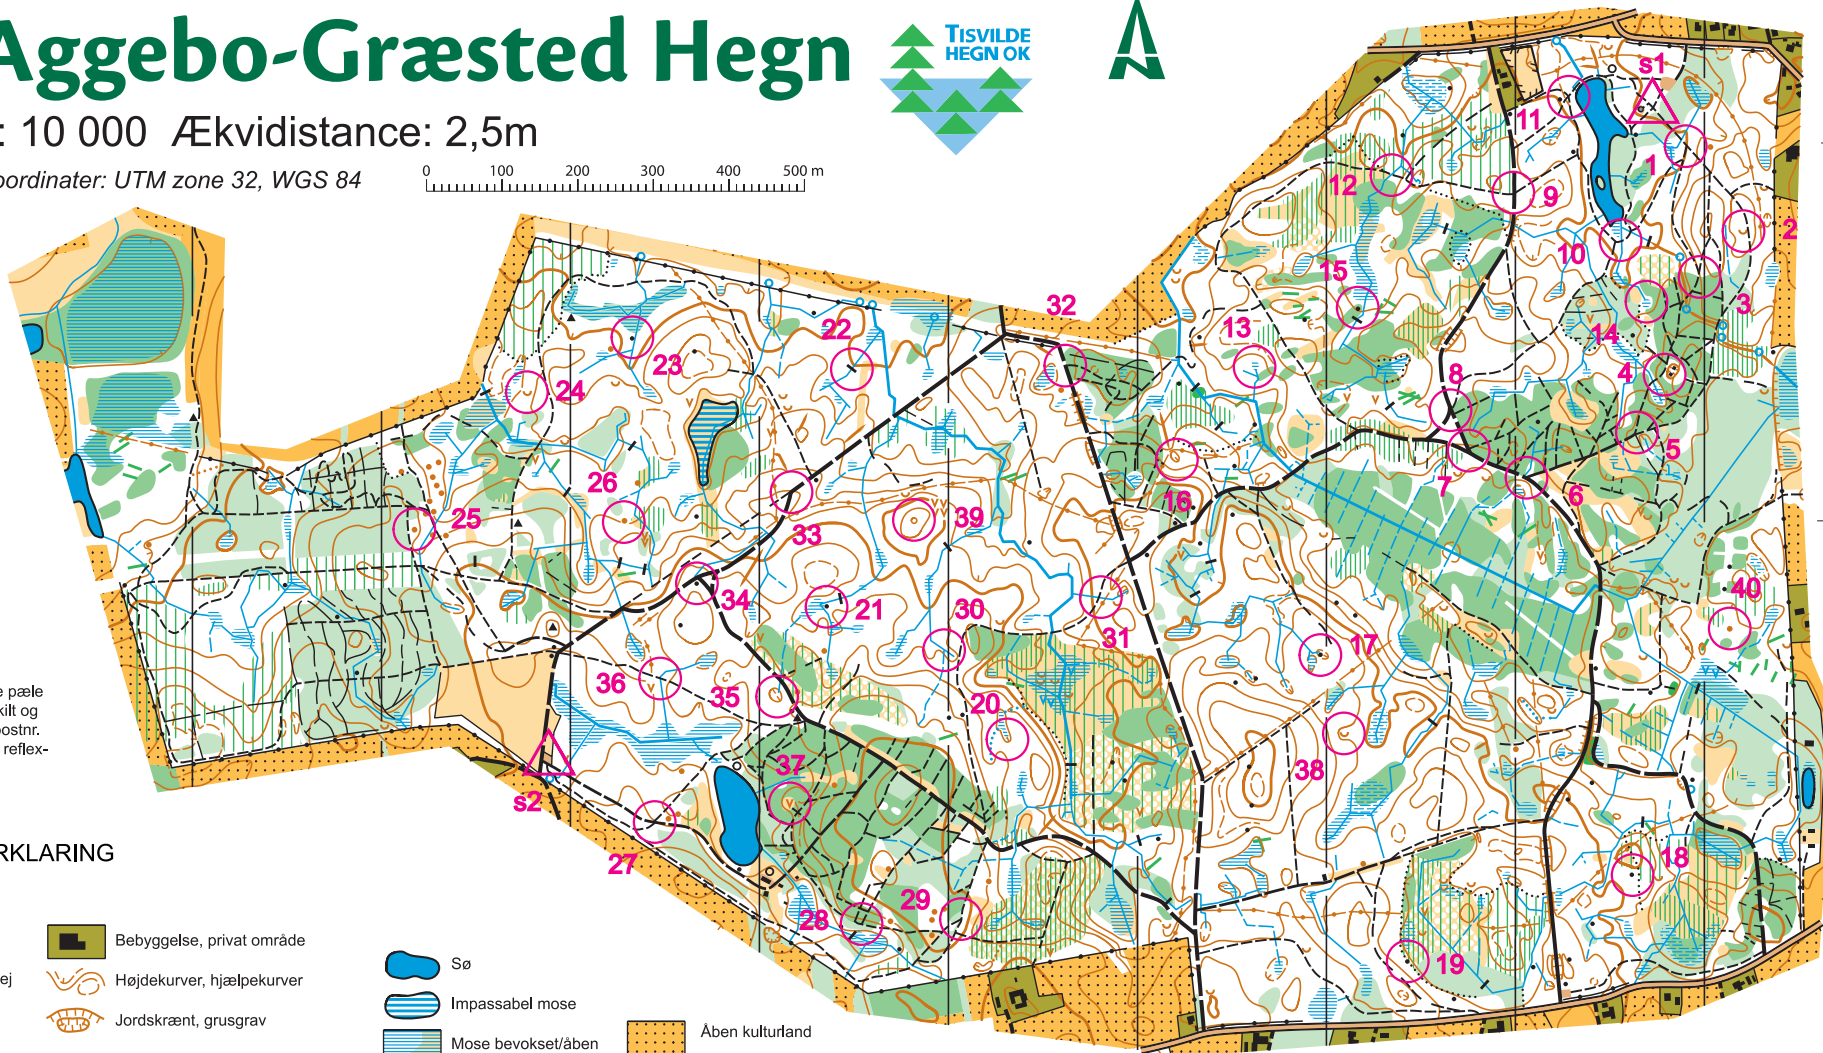 Aggebo-Græsted Hegn
TISVILDE
HEGN OK
: 10 000 Ækvidistance: 2,5m
oordinater: UTM zone 32, WGS 84
0 100 200 300 400 500 m
N
s1
11
1
12
9
2
10
15
3
32
13
14
22
23
8
4
24
5
26
7
6
16
25
39
33
34
21
30
40
31
17
36
35
20
38
37
s2
27
18
29
28
19
e pæle
kilt og
ostnr.
reflex-
RKLARING
ej
Bebyggelse, privat område
Højdekurver, hjælpekurver
Jordskrænt, grusgrav
Sø
Impassabel mose
Mose bevokset/åben
Åben kulturland